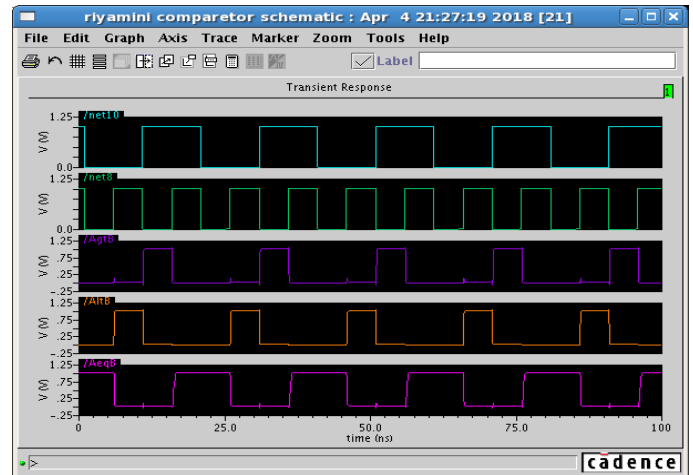 riyamini comparetor schematic : Apr 4 21:27:19 2018 [21]
File Edit Graph Axis Trace Marker Zoom Tools Help
Label
Transient Response
1
/net10
1.25
V (V)
0.0
/net8
1.25
V (V)
0.0
/AgtB
1.25
.75
V (V)
.25
-.25
/AltB
1.25
.75
V (V)
.25
-.25
/AeqB
1.25
.75
V (V)
.25
-.25
0 25.0 50.0 75.0 100
time (ns)
>
cadence